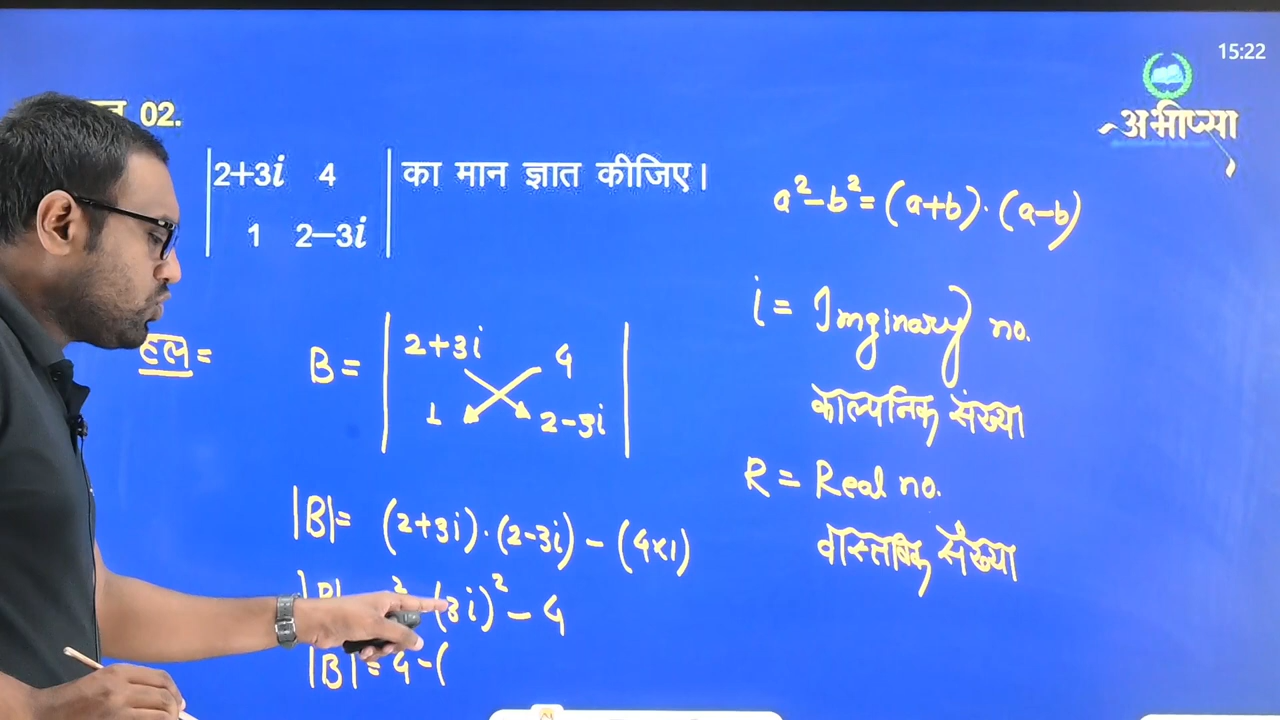 15:22
अभीप्सा
02.
|2+3i 4|
|1 2–3i| का मान ज्ञात कीजिए।
a²-b²= (a+b)·(a-b)
i = Imginary no.
काल्पनिक संख्या
R = Real no.
वास्तविक संख्या
हल =
B = |2+3i 4|
|1 2-3i|
|B|= (2+3i)·(2-3i) - (4×1)
² (3i)² - 4
|B|= 4-(